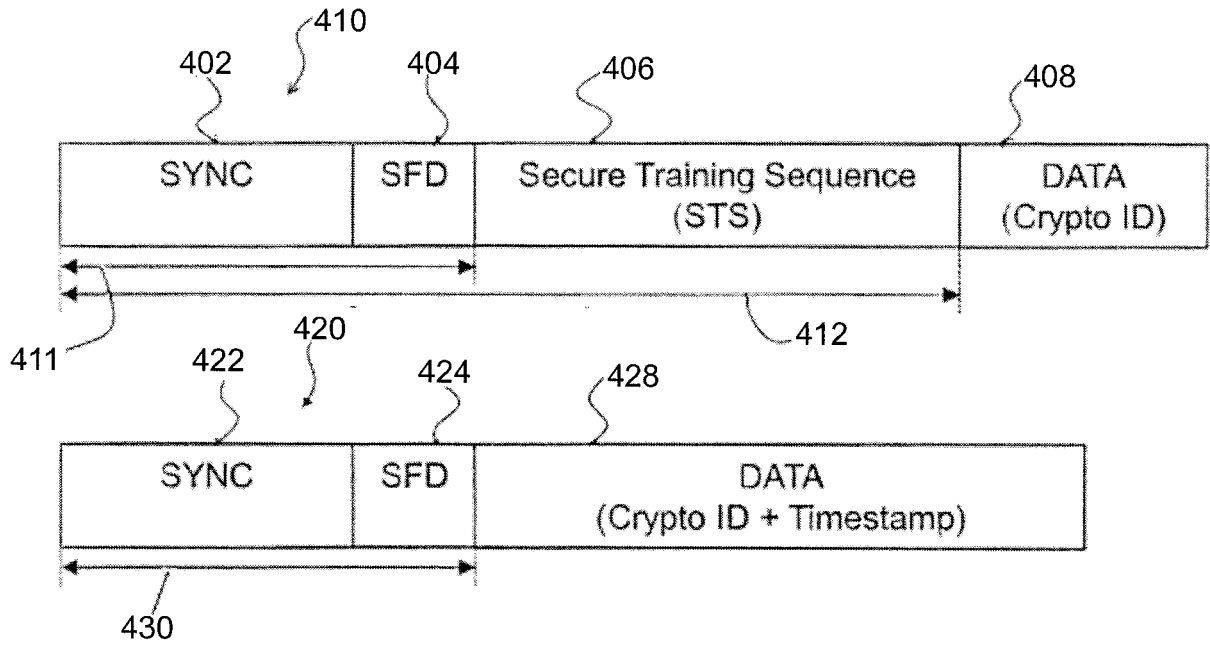 410
402
404
406
408
SYNC
SFD
Secure Training Sequence
(STS)
DATA
(Crypto ID)
411
412
420
422
424
428
SYNC
SFD
DATA
(Crypto ID + Timestamp)
430